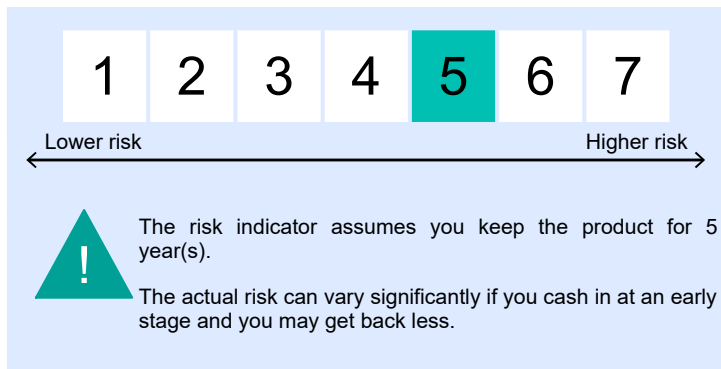 1 2 3 4 5 6 7
Lower risk Higher risk
! The risk indicator assumes you keep the product for 5
year(s).
The actual risk can vary significantly if you cash in at an early
stage and you may get back less.